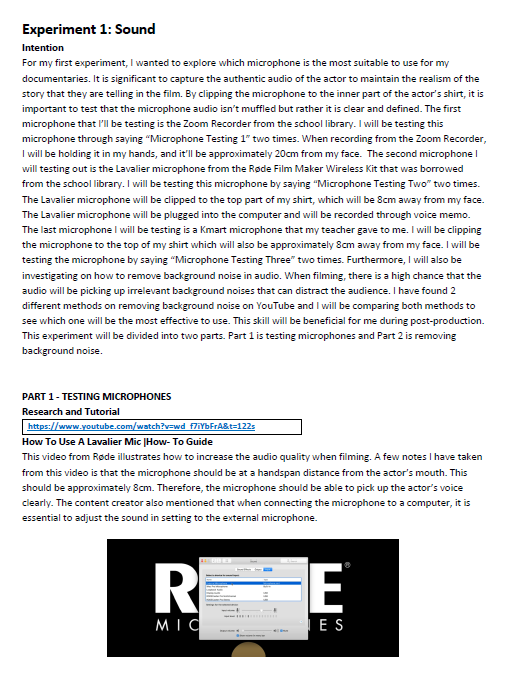 Experiment 1: Sound
Intention
For my first experiment, I wanted to explore which microphone is the most suitable to use for my
documentaries. It is significant to capture the authentic audio of the actor to maintain the realism of the
story that they are telling in the film. By clipping the microphone to the inner part of the actor's shirt, it is
important to test that the microphone audio isn't muffled but rather it is clear and defined. The first
microphone that I'll be testing is the Zoom Recorder from the school library. I will be testing this
microphone through saying "Microphone Testing 1" two times. When recording from the Zoom Recorder,
I will be holding it in my hands, and it'll be approximately 20cm from my face. The second microphone I
will testing out is the Lavalier microphone from the Røde Film Maker Wireless Kit that was borrowed
from the school library. I will be testing this microphone by saying "Microphone Testing Two" two times.
The Lavalier microphone will be clipped to the top part of my shirt, which will be 8cm away from my face.
The Lavalier microphone will be plugged into the computer and will be recorded through voice memo.
The last microphone I will be testing is a Kmart microphone that my teacher gave to me. I will be clipping
the microphone to the top of my shirt which will also be approximately 8cm away from my face. I will be
testing the microphone by saying "Microphone Testing Three" two times. Furthermore, I will also be
investigating on how to remove background noise in audio. When filming, there is a high chance that the
audio will be picking up irrelevant background noises that can distract the audience. I have found 2
different methods on removing background noise on YouTube and I will be comparing both methods to
see which one will be the most effective to use. This skill will be beneficial for me during post-production.
This experiment will be divided into two parts. Part 1 is testing microphones and Part 2 is removing
background noise.
PART 1 - TESTING MICROPHONES
Research and Tutorial
https://www.youtube.com/watch?v=wd_f7iYbFrA&t=122s
How To Use A Lavalier Mic |How- To Guide
This video from Røde illustrates how to increase the audio quality when filming. A few notes I have taken
from this video is that the microphone should be at a handspan distance from the actor's mouth. This
should be approximately 8cm. Therefore, the microphone should be able to pick up the actor's voice
clearly. The content creator also mentioned that when connecting the microphone to a computer, it is
essential to adjust the sound in setting to the external microphone.
R E ®
MIC NES